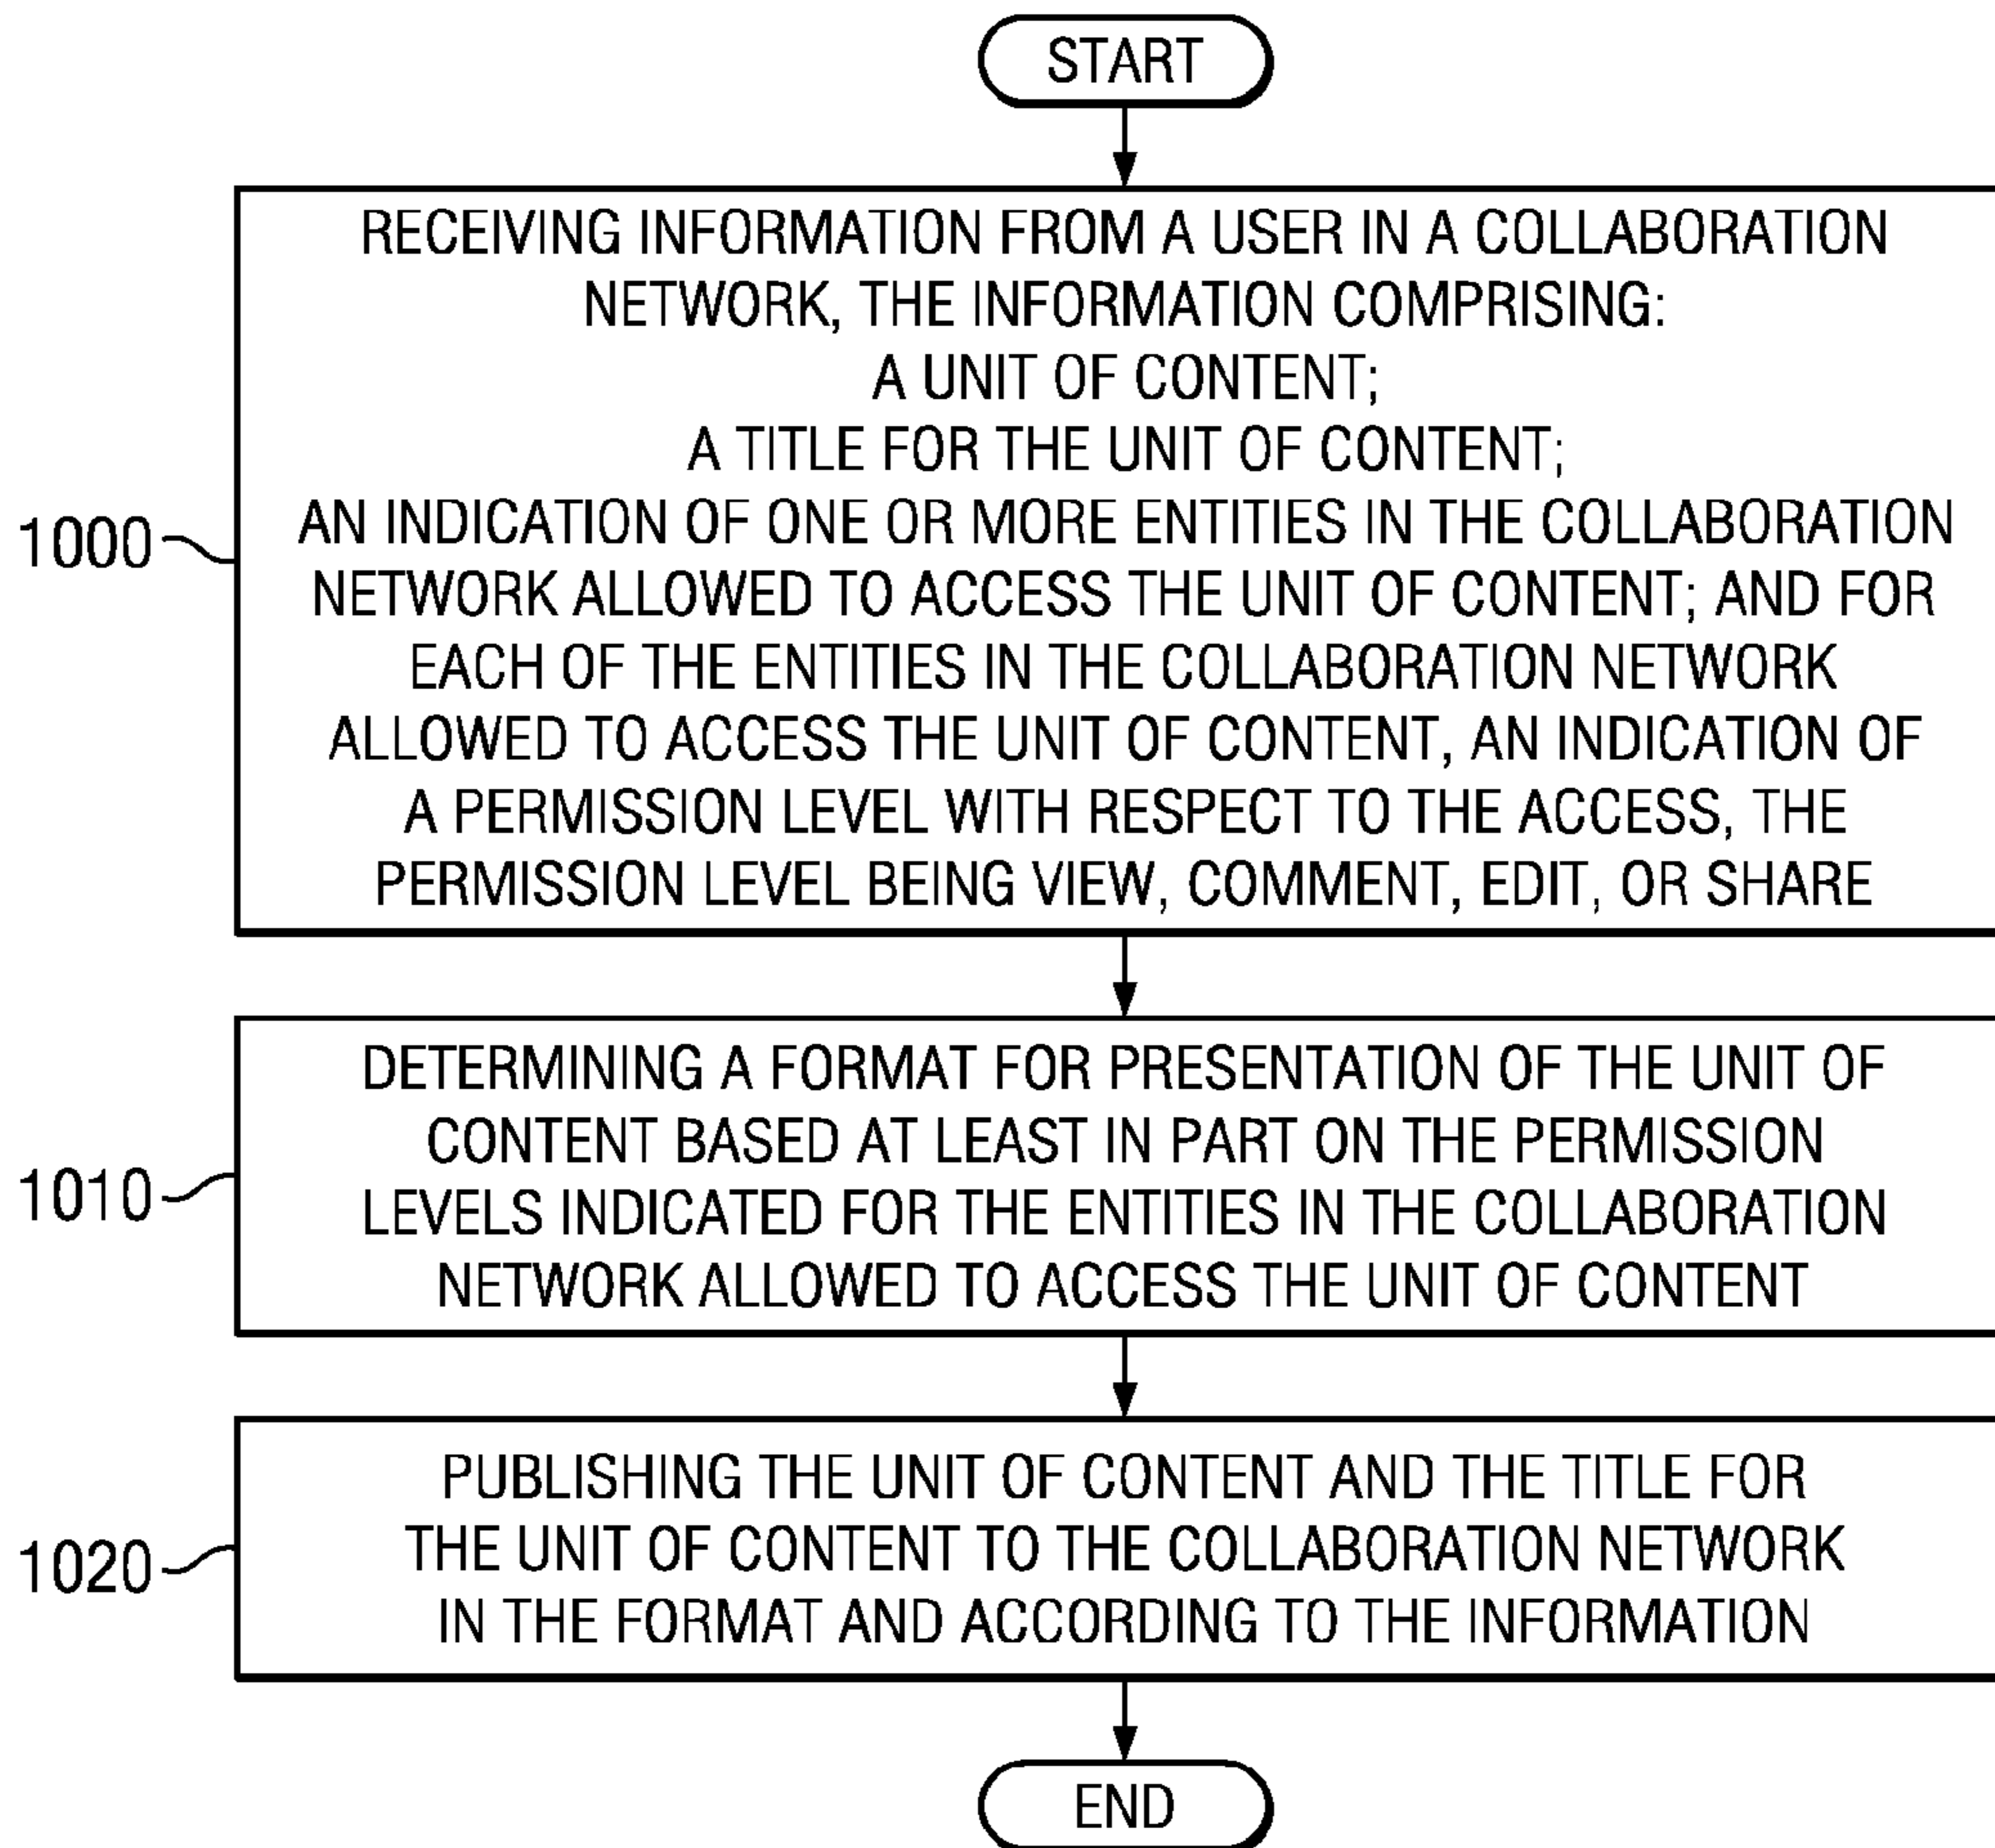 START
RECEIVING INFORMATION FROM A USER IN A COLLABORATION
NETWORK, THE INFORMATION COMPRISING:
A UNIT OF CONTENT;
A TITLE FOR THE UNIT OF CONTENT;
AN INDICATION OF ONE OR MORE ENTITIES IN THE COLLABORATION
NETWORK ALLOWED TO ACCESS THE UNIT OF CONTENT; AND FOR
EACH OF THE ENTITIES IN THE COLLABORATION NETWORK
ALLOWED TO ACCESS THE UNIT OF CONTENT, AN INDICATION OF
A PERMISSION LEVEL WITH RESPECT TO THE ACCESS, THE
PERMISSION LEVEL BEING VIEW, COMMENT, EDIT, OR SHARE
1000
DETERMINING A FORMAT FOR PRESENTATION OF THE UNIT OF
CONTENT BASED AT LEAST IN PART ON THE PERMISSION
LEVELS INDICATED FOR THE ENTITIES IN THE COLLABORATION
NETWORK ALLOWED TO ACCESS THE UNIT OF CONTENT
1010
PUBLISHING THE UNIT OF CONTENT AND THE TITLE FOR
THE UNIT OF CONTENT TO THE COLLABORATION NETWORK
IN THE FORMAT AND ACCORDING TO THE INFORMATION
1020
END